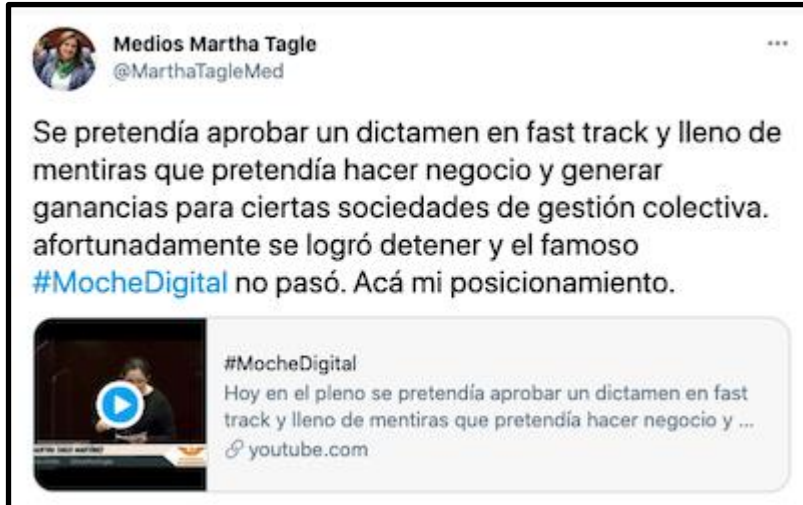 Medios Martha Tagle
@MarthaTagleMed
Se pretendía aprobar un dictamen en fast track y lleno de
mentiras que pretendía hacer negocio y generar
ganancias para ciertas sociedades de gestión colectiva.
afortunadamente se logró detener y el famoso
#MocheDigital no pasó. Acá mi posicionamiento.
#MocheDigital
Hoy en el pleno se pretendía aprobar un dictamen en fast
track y lleno de mentiras que pretendía hacer negocio y ...
youtube.com